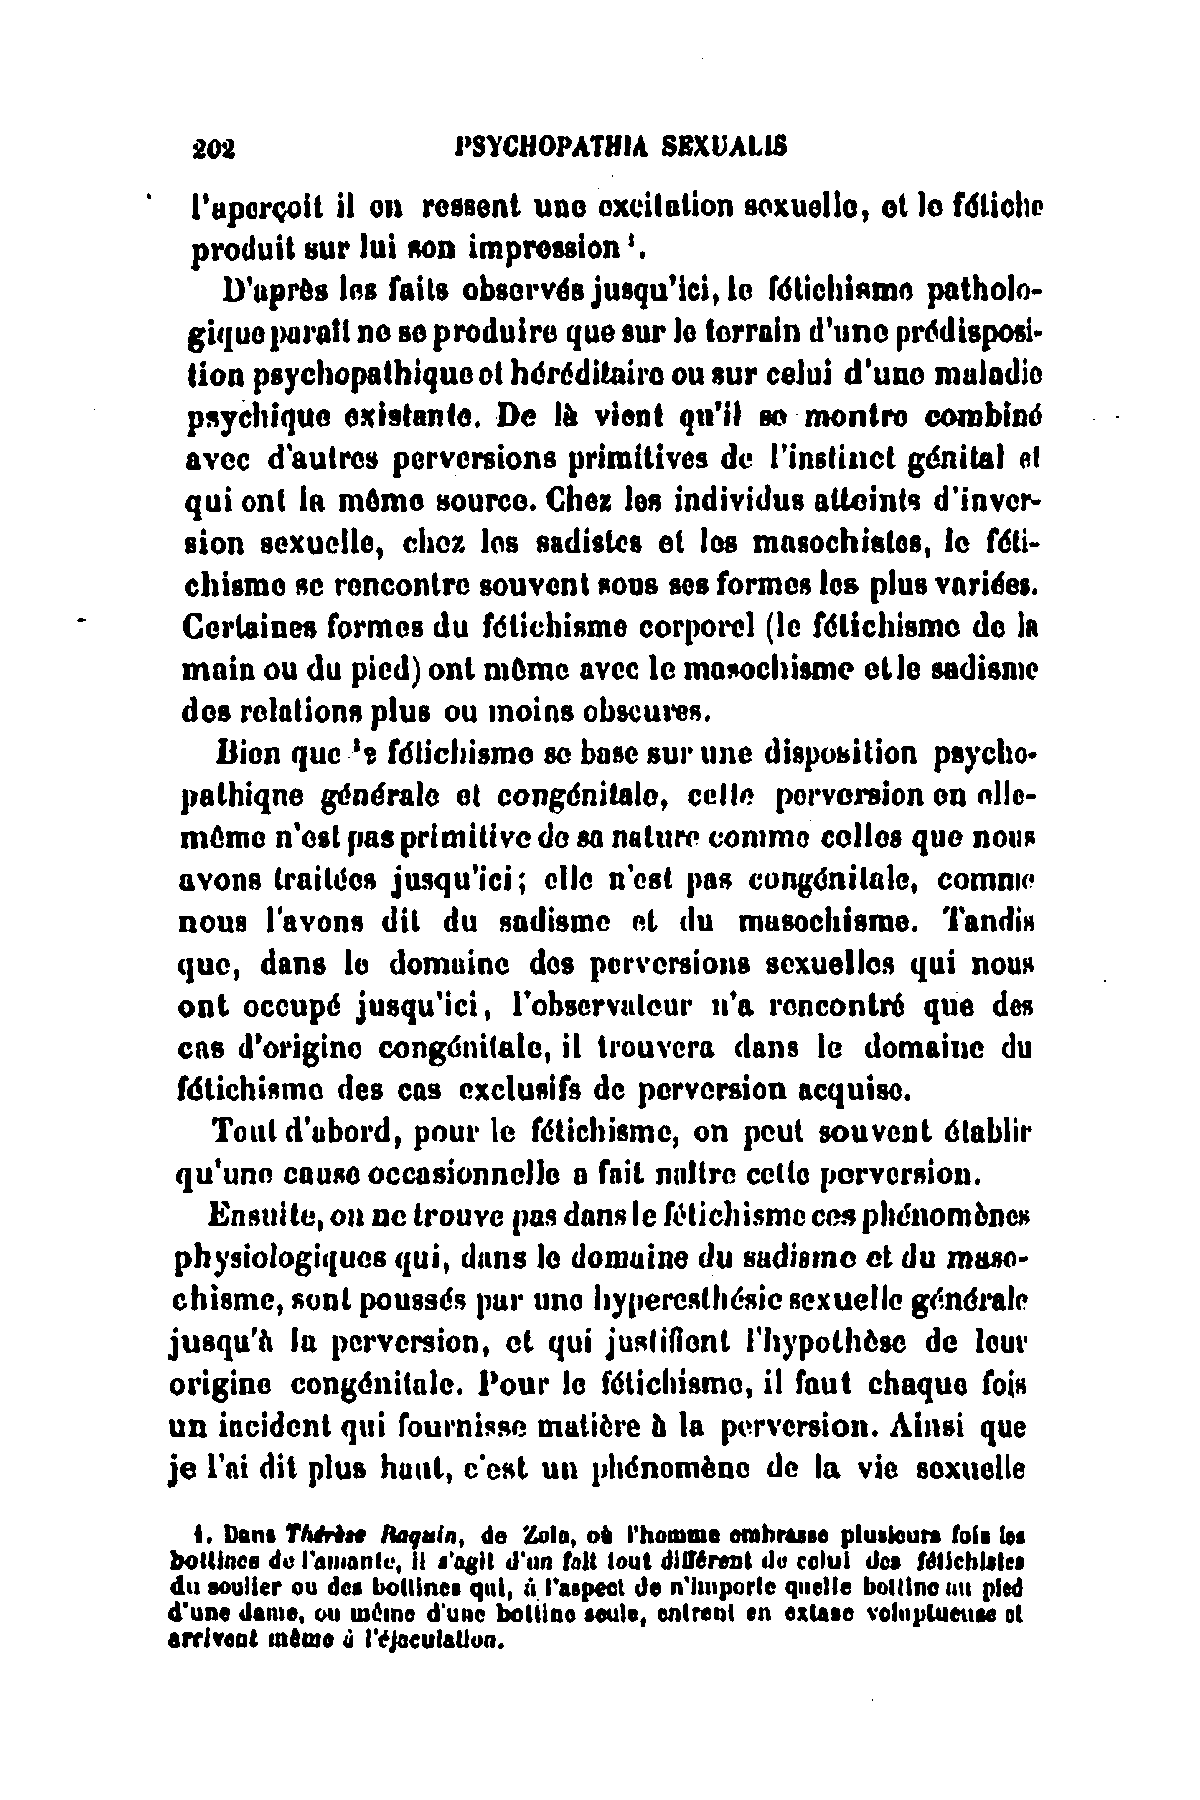 202 PSYCHOPATHIA SEXUALIS
l'aperçoit il en ressent une excitation sexuelle, et le fétiche
produit sur lui son impression ¹.
D'après les faits observés jusqu'ici, le fétichisme patholo-
gique paraît ne se produire que sur le terrain d'une prédisposi-
tion psychopathique et héréditaire ou sur celui d'une maladie
psychique existante. De là vient qu'il se montre combiné
avec d'autres perversions primitives de l'instinct génital et
qui ont la même source. Chez les individus atteints d'inver-
sion sexuelle, chez les sadistes et les masochistes, le féti-
chisme se rencontre souvent sous ses formes les plus variées.
Certaines formes du fétichisme corporel (le fétichisme de la
main ou du pied) ont même avec le masochisme et le sadisme
des relations plus ou moins obscures.
Bien que le fétichisme se base sur une disposition psycho-
pathique générale et congénitale, cette perversion en elle-
même n'est pas primitive de sa nature comme celles que nous
avons traitées jusqu'ici ; elle n'est pas congénitale, comme
nous l'avons dit du sadisme et du masochisme. Tandis
que, dans le domaine des perversions sexuelles qui nous
ont occupé jusqu'ici, l'observateur n'a rencontré que des
cas d'origine congénitale, il trouvera dans le domaine du
fétichisme des cas exclusifs de perversion acquise.
Tout d'abord, pour le fétichisme, on peut souvent établir
qu'une cause occasionnelle a fait naître cette perversion.
Ensuite, on ne trouve pas dans le fétichisme ces phénomènes
physiologiques qui, dans le domaine du sadisme et du maso-
chisme, sont poussés par une hyperesthésie sexuelle générale
jusqu'à la perversion, et qui justifient l'hypothèse de leur
origine congénitale. Pour le fétichisme, il faut chaque fois
un incident qui fournisse matière à la perversion. Ainsi que
je l'ai dit plus haut, c'est un phénomène de la vie sexuelle
1. Dans Thérèse Raquin, de Zola, où l'homme embrasse plusieurs fois les
bottines de l'amante, il s'agit d'un fait tout différent de celui des fétichistes
du soulier ou des bottines qui, à l'aspect de n'importe quelle bottine au pied
d'une dame, ou même d'une bottine seule, entrent en extase voluptueuse et
arrivent même à l'éjaculation.